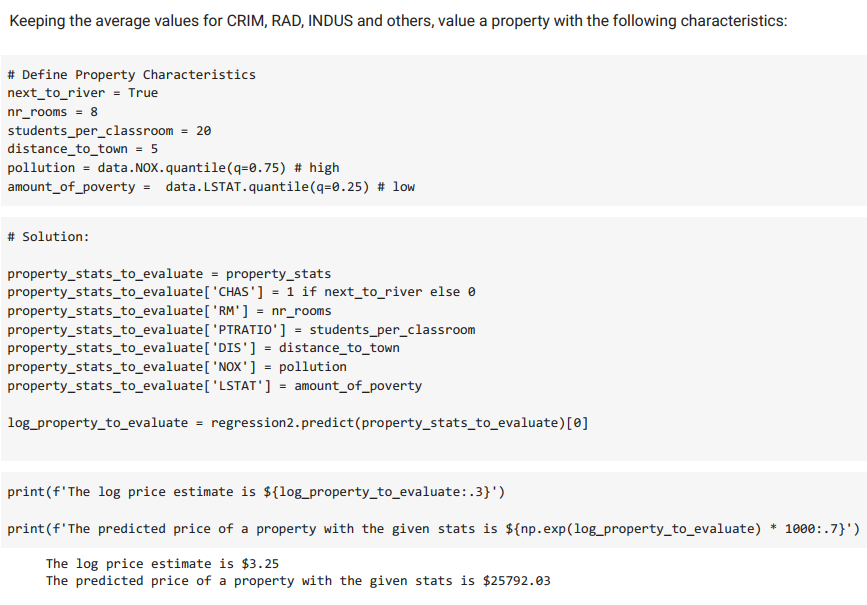 Keeping the average values for CRIM, RAD, INDUS and others, value a property with the following characteristics:
# Define Property Characteristics
next_to_river = True
nr_rooms = 8
students_per_classroom = 20
distance_to_town = 5
pollution = data.NOX.quantile(q=0.75) # high
amount_of_poverty =  data.LSTAT.quantile(q=0.25) # low
# Solution:
property_stats_to_evaluate = property_stats
property_stats_to_evaluate['CHAS'] = 1 if next_to_river else 0
property_stats_to_evaluate['RM'] = nr_rooms
property_stats_to_evaluate['PTRATIO'] = students_per_classroom
property_stats_to_evaluate['DIS'] = distance_to_town
property_stats_to_evaluate['NOX'] = pollution
property_stats_to_evaluate['LSTAT'] = amount_of_poverty
log_property_to_evaluate = regression2.predict(property_stats_to_evaluate)[0]
print(f'The log price estimate is ${log_property_to_evaluate:.3}')
print(f'The predicted price of a property with the given stats is ${np.exp(log_property_to_evaluate) * 1000:.7}')
The log price estimate is $3.25
The predicted price of a property with the given stats is $25792.03